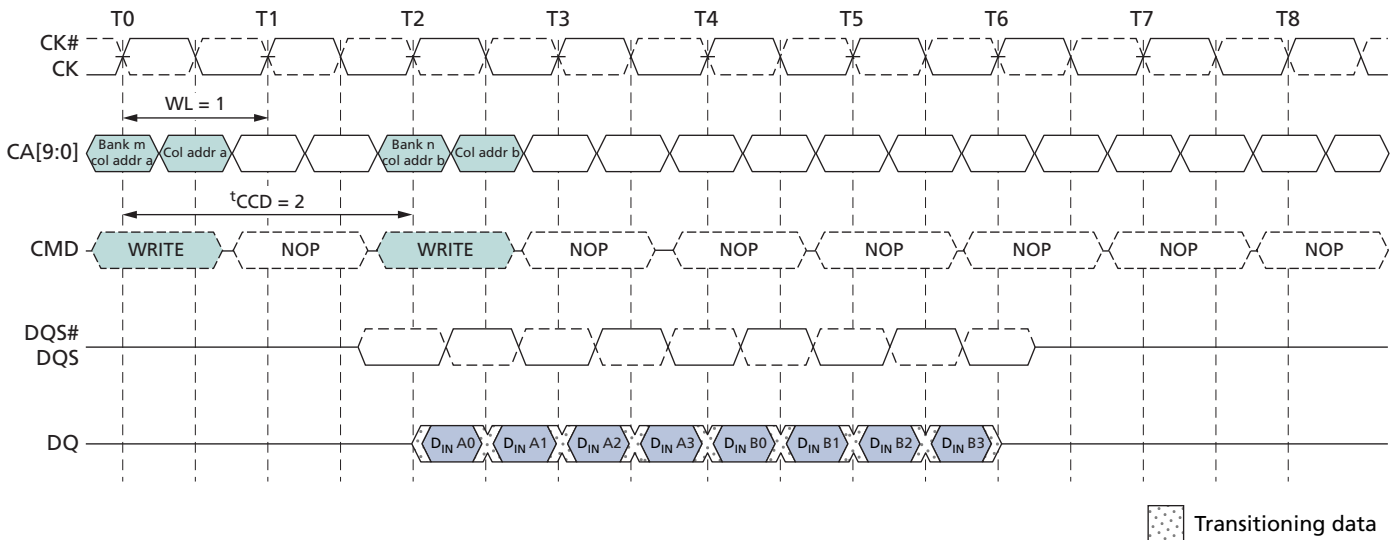 T0 T1 T2 T3 T4 T5 T6 T7 T8
CK#
CK
WL = 1
CA[9:0]
Bank m
col addr a
Col addr a
Bank n
col addr b
Col addr b
tCCD = 2
CMD WRITE NOP WRITE NOP NOP NOP NOP NOP NOP
DQS#
DQS
DQ DIN A0 DIN A1 DIN A2 DIN A3 DIN B0 DIN B1 DIN B2 DIN B3
Transitioning data